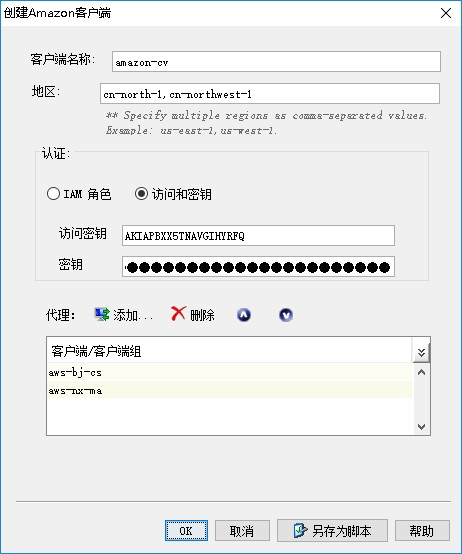 创建Amazon客户端
客户端名称: amazon-cv
地区: cn-north-1,cn-northwest-1
** Specify multiple regions as comma-separated values.
Example: us-east-1,us-west-1.
认证:
IAM 角色 访问和密钥
访问密钥 AKIAPBXX5TNAVGIHYRFQ
密钥
代理: 添加... 删除
客户端/客户端组
aws-bj-cs
aws-nx-ma
OK 取消 另存为脚本 帮助